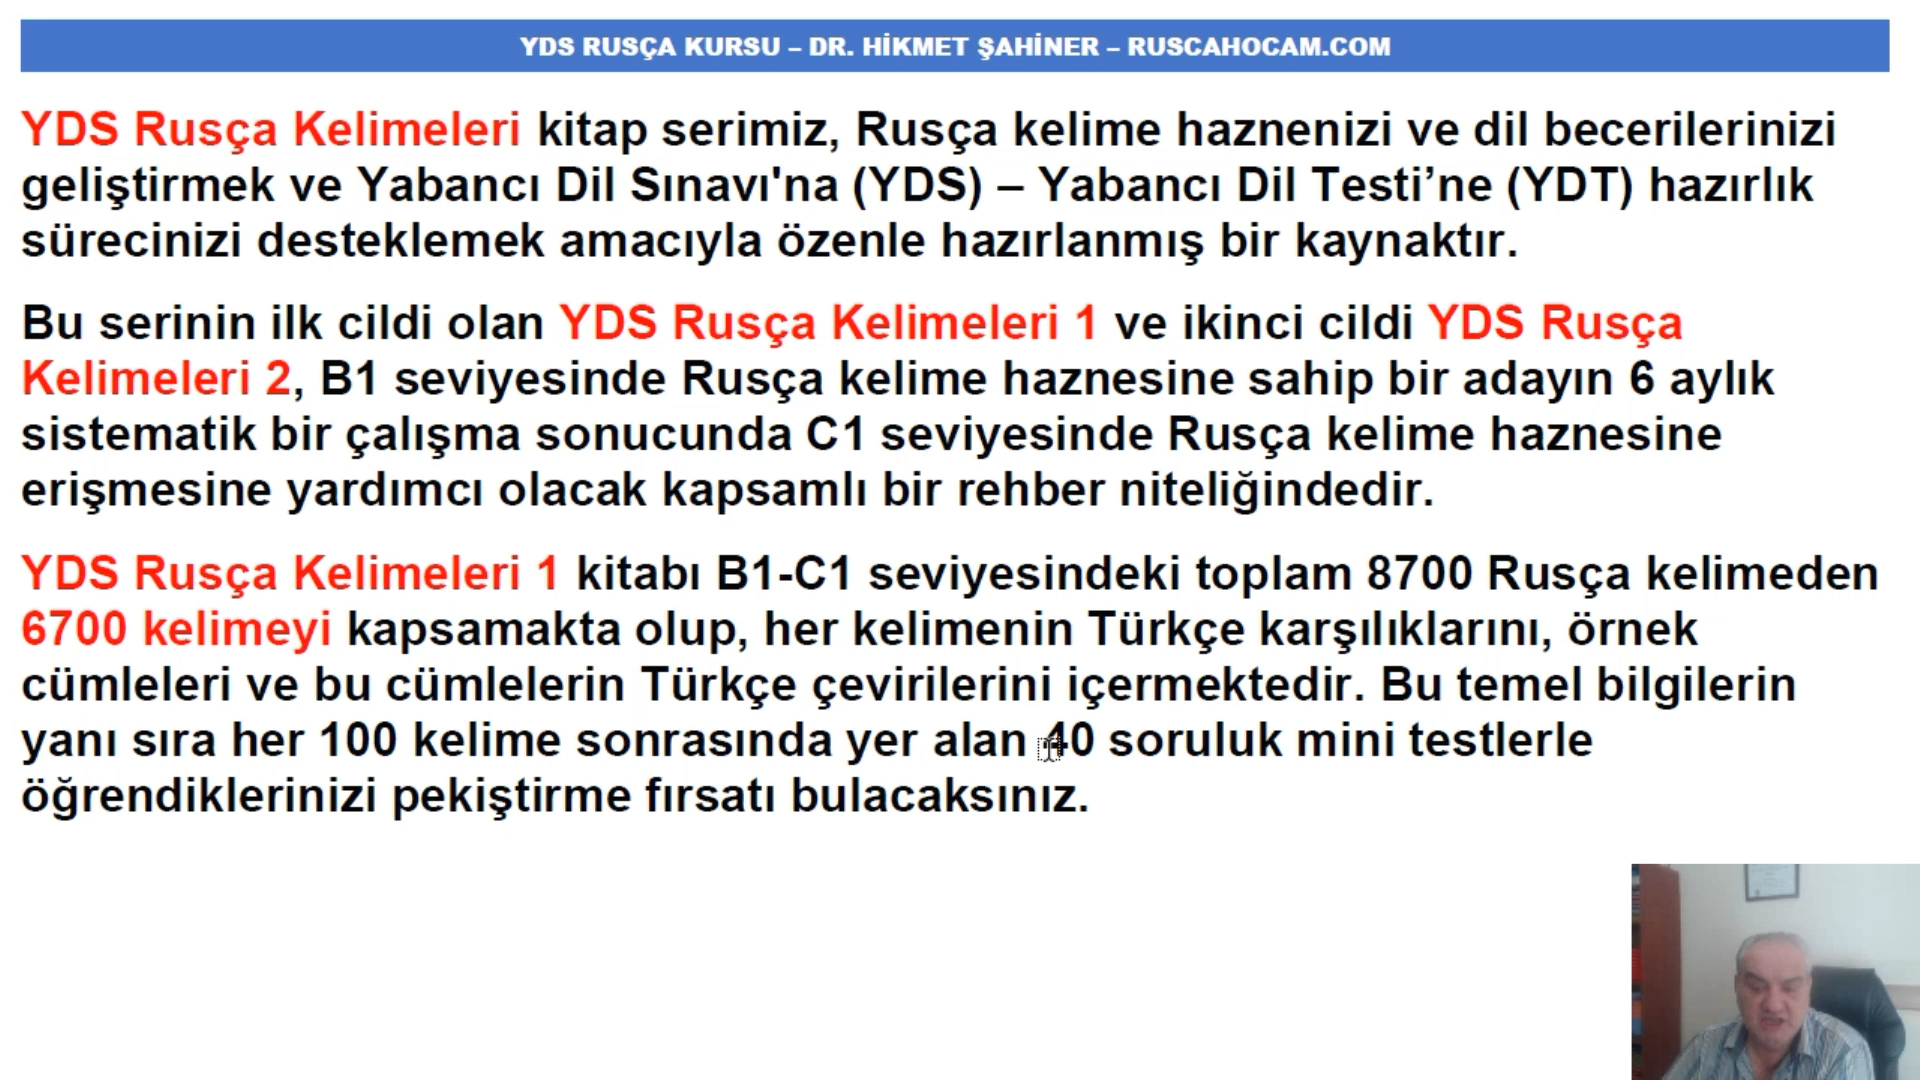 YDS RUSÇA KURSU – DR. HİKMET ŞAHİNER – RUSCAHOCAM.COM
YDS Rusça Kelimeleri kitap serimiz, Rusça kelime haznenizi ve dil becerilerinizi
geliştirmek ve Yabancı Dil Sınavı'na (YDS) – Yabancı Dil Testi’ne (YDT) hazırlık
sürecinizi desteklemek amacıyla özenle hazırlanmış bir kaynaktır.
Bu serinin ilk cildi olan YDS Rusça Kelimeleri 1 ve ikinci cildi YDS Rusça
Kelimeleri 2, B1 seviyesinde Rusça kelime haznesine sahip bir adayın 6 aylık
sistematik bir çalışma sonucunda C1 seviyesinde Rusça kelime haznesine
erişmesine yardımcı olacak kapsamlı bir rehber niteliğindedir.
YDS Rusça Kelimeleri 1 kitabı B1-C1 seviyesindeki toplam 8700 Rusça kelimeden
6700 kelimeyi kapsamakta olup, her kelimenin Türkçe karşılıklarını, örnek
cümleleri ve bu cümlelerin Türkçe çevirilerini içermektedir. Bu temel bilgilerin
yanı sıra her 100 kelime sonrasında yer alan 40 soruluk mini testlerle
öğrendiklerinizi pekiştirme fırsatı bulacaksınız.